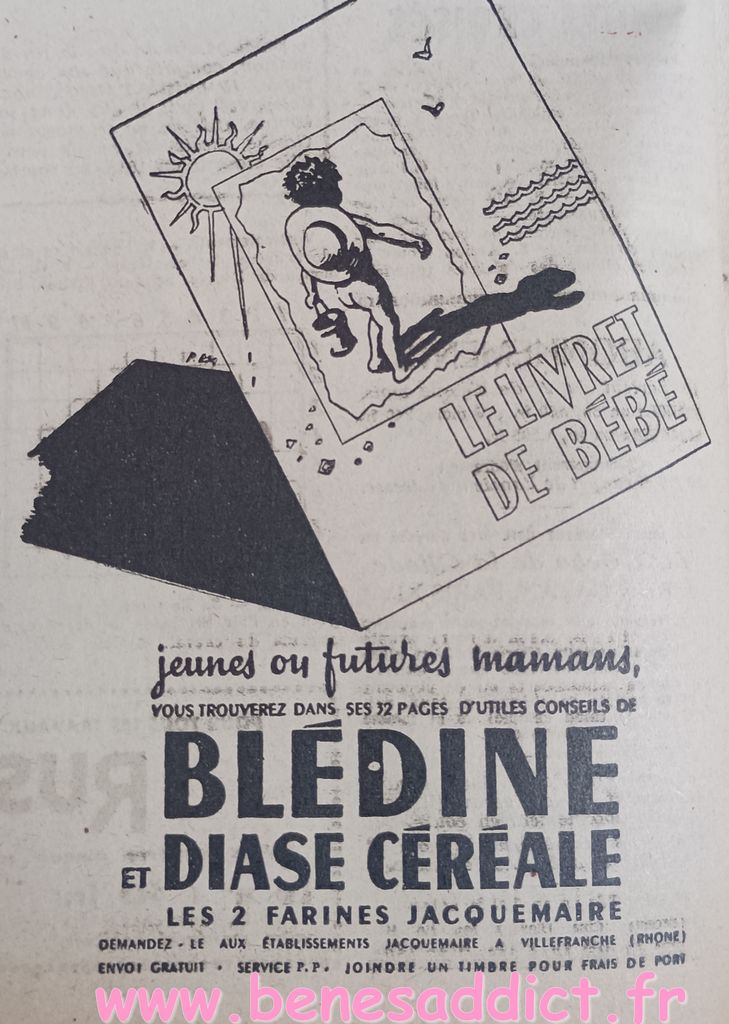 LE LIVRET
DE BÉBÉ
jeunes ou futures mamans,
VOUS TROUVEREZ DANS SES 32 PAGES D'UTILES CONSEILS DE
BLÉDINE
ET DIASE CÉRÉALE
LES 2 FARINES JACQUEMAIRE
DEMANDEZ-LE AUX ÉTABLISSEMENTS JACQUEMAIRE A VILLEFRANCHE (RHONE)
ENVOI GRATUIT - SERVICE P.P. JOINDRE UN TIMBRE POUR FRAIS DE PORT
www.benesaddict.fr